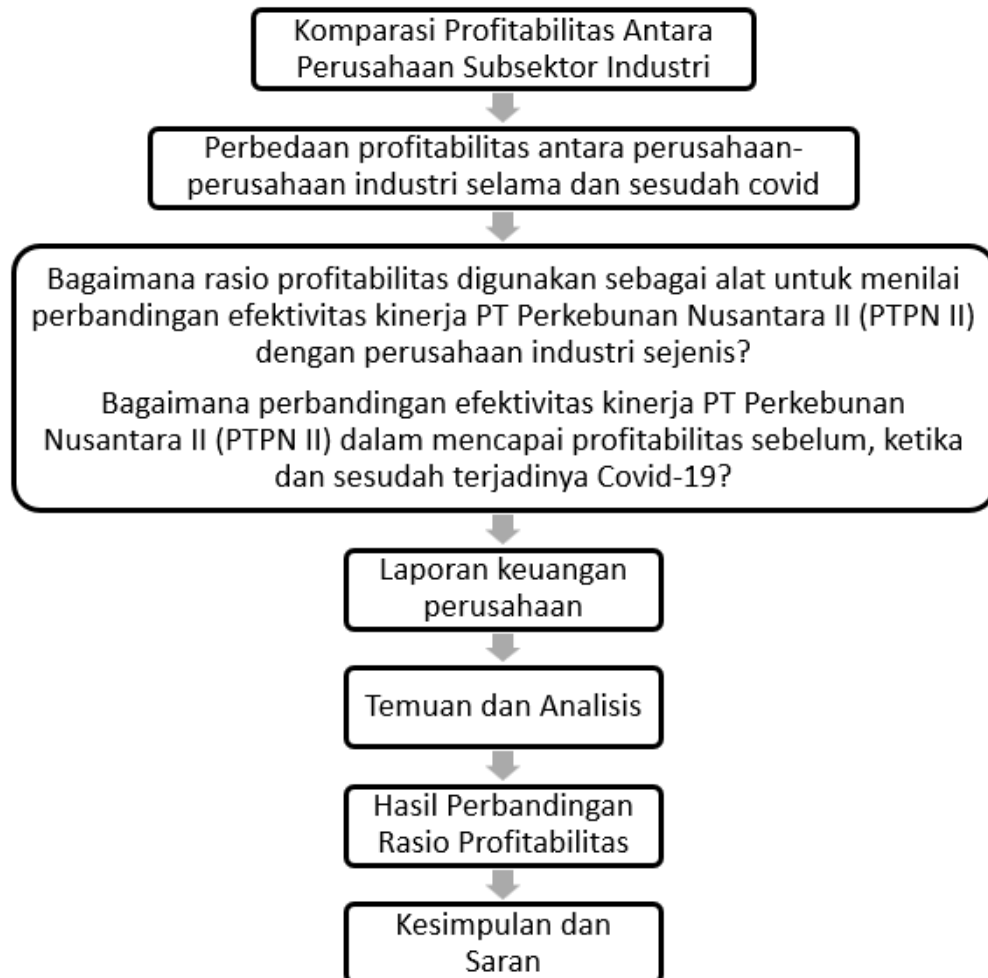 Komparasi Profitabilitas Antara
Perusahaan Subsektor Industri
Perbedaan profitabilitas antara perusahaan-
perusahaan industri selama dan sesudah covid
Bagaimana rasio profitabilitas digunakan sebagai alat untuk menilai
perbandingan efektivitas kinerja PT Perkebunan Nusantara II (PTPN II)
dengan perusahaan industri sejenis?
Bagaimana perbandingan efektivitas kinerja PT Perkebunan
Nusantara II (PTPN II) dalam mencapai profitabilitas sebelum, ketika
dan sesudah terjadinya Covid-19?
Laporan keuangan
perusahaan
Temuan dan Analisis
Hasil Perbandingan
Rasio Profitabilitas
Kesimpulan dan
Saran